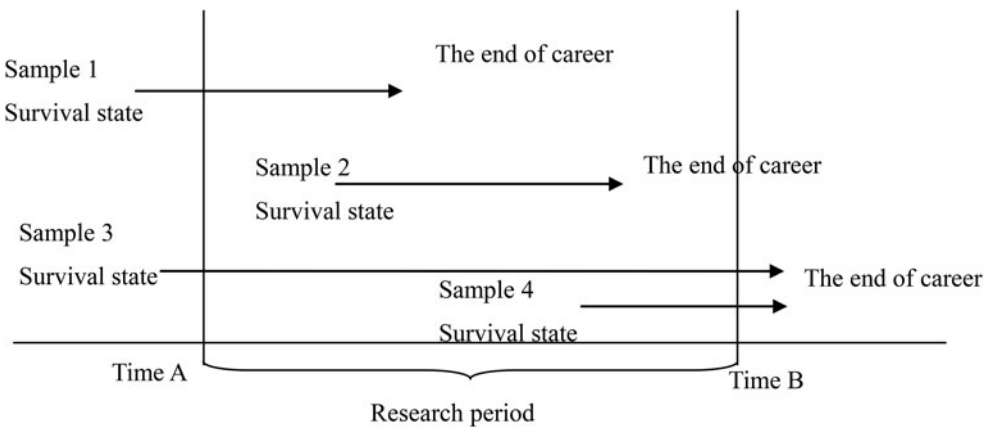 The end of career
Sample 1
Survival state
Sample 2
The end of career
Survival state
Sample 3
Survival state
The end of career
Sample 4
Survival state
Time A
Time B
Research period